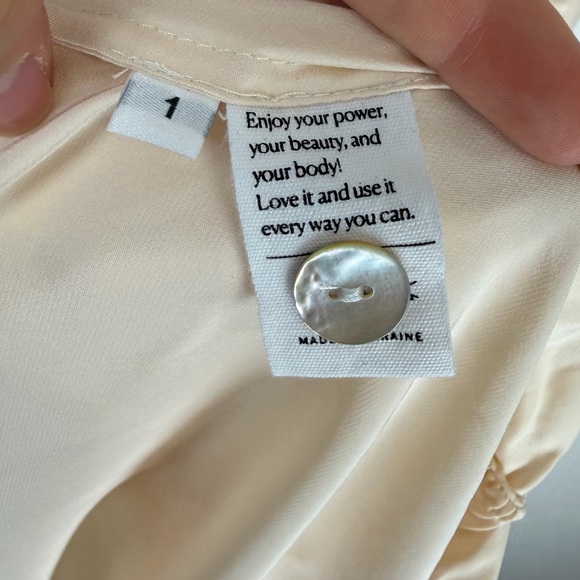 1
Enjoy your power,
your beauty, and
your body!
Love it and use it
every way you can.